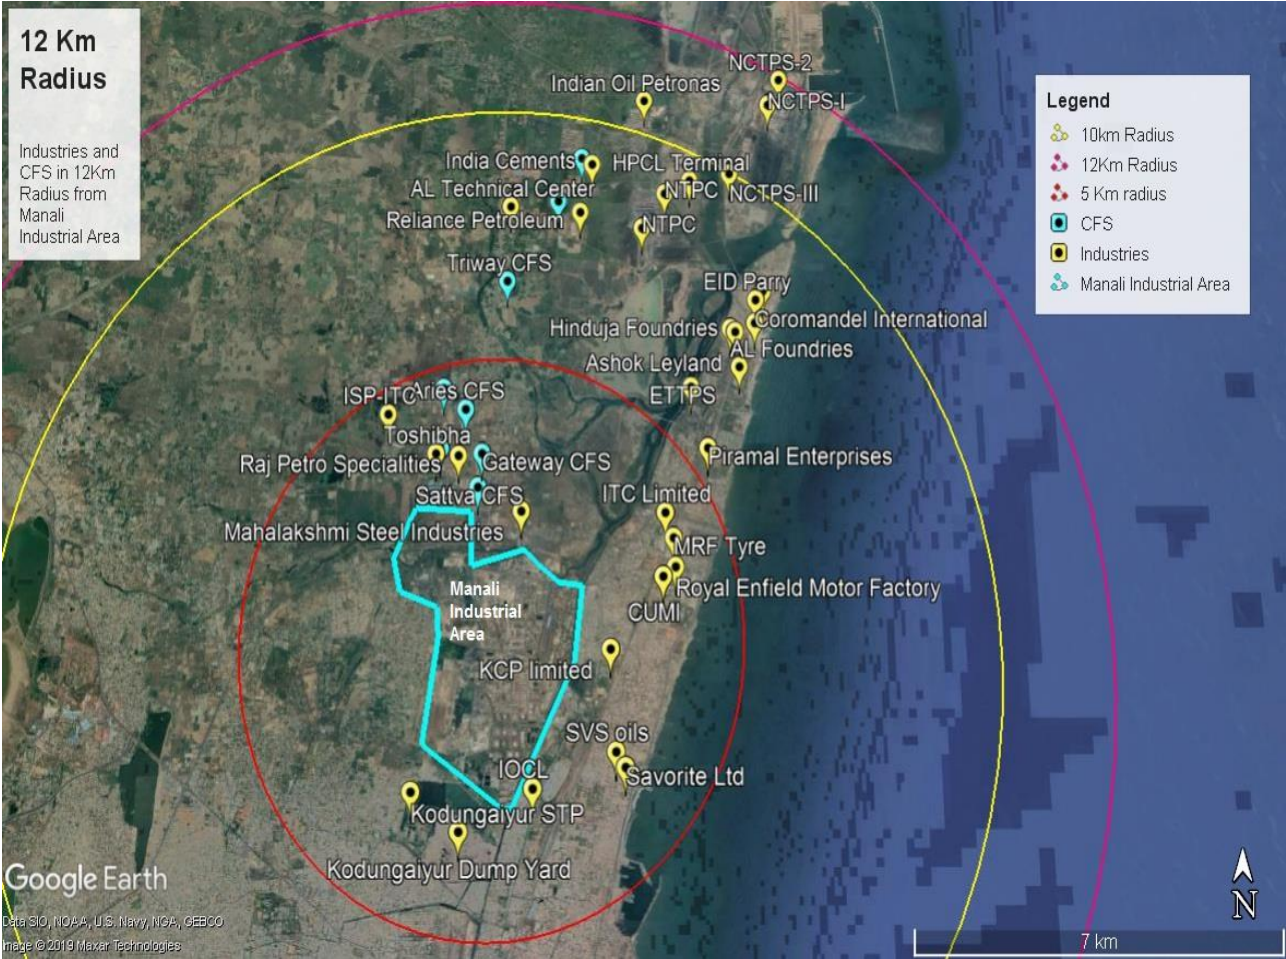 12 Km
Radius
Industries and
CFS in 12Km
Radius from
Manali
Industrial Area
NCTPS-2
Indian Oil Petronas
NCTPS-I
Legend
10km Radius
12Km Radius
5 Km radius
CFS
Industries
Manali Industrial Area
India Cements
HPCL Terminal
AL Technical Center
NTPC
NCTPS-III
Reliance Petroleum
NTPC
Triway CFS
EID Parry
Hinduja Foundries
Coromandel International
AL Foundries
Ashok Leyland
ETTPS
ISP-ITC
Aries CFS
Toshibha
Raj Petro Specialities
Gateway CFS
Piramal Enterprises
Sattva CFS
ITC Limited
Mahalakshmi Steel Industries
MRF Tyre
Manali
Industrial
Area
Royal Enfield Motor Factory
CUMI
KCP limited
SVS oils
IOCL
Savorite Ltd
Kodungaiyur STP
Kodungaiyur Dump Yard
Google Earth
Data SIO, NOAA, U.S. Navy, NGA, GEBCO
Image © 2019 Maxar Technologies
N
7 km